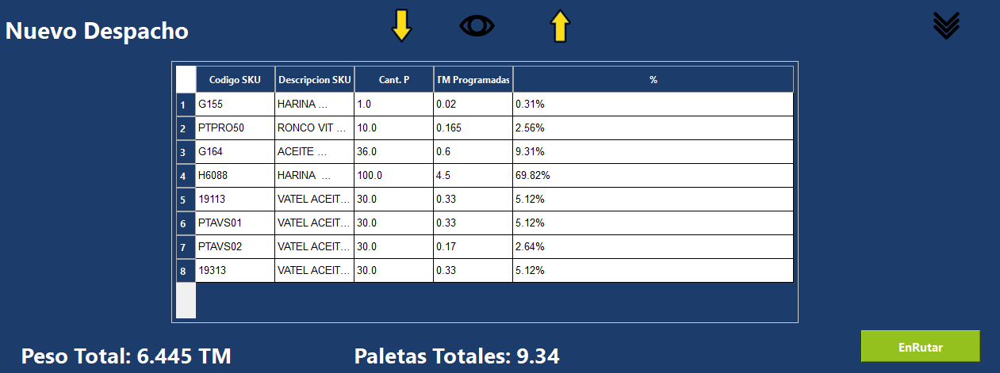 Nuevo Despacho
Codigo SKU Descripcion SKU Cant. P TM Programadas %
1 G155 HARINA ... 1.0 0.02 0.31%
2 PTPRO50 RONCO VIT ... 10.0 0.165 2.56%
3 G164 ACEITE ... 36.0 0.6 9.31%
4 H6088 HARINA ... 100.0 4.5 69.82%
5 19113 VATEL ACEIT... 30.0 0.33 5.12%
6 PTAVS01 VATEL ACEIT... 30.0 0.33 5.12%
7 PTAVS02 VATEL ACEIT... 30.0 0.17 2.64%
8 19313 VATEL ACEIT... 30.0 0.33 5.12%
Peso Total: 6.445 TM Paletas Totales: 9.34 EnRutar